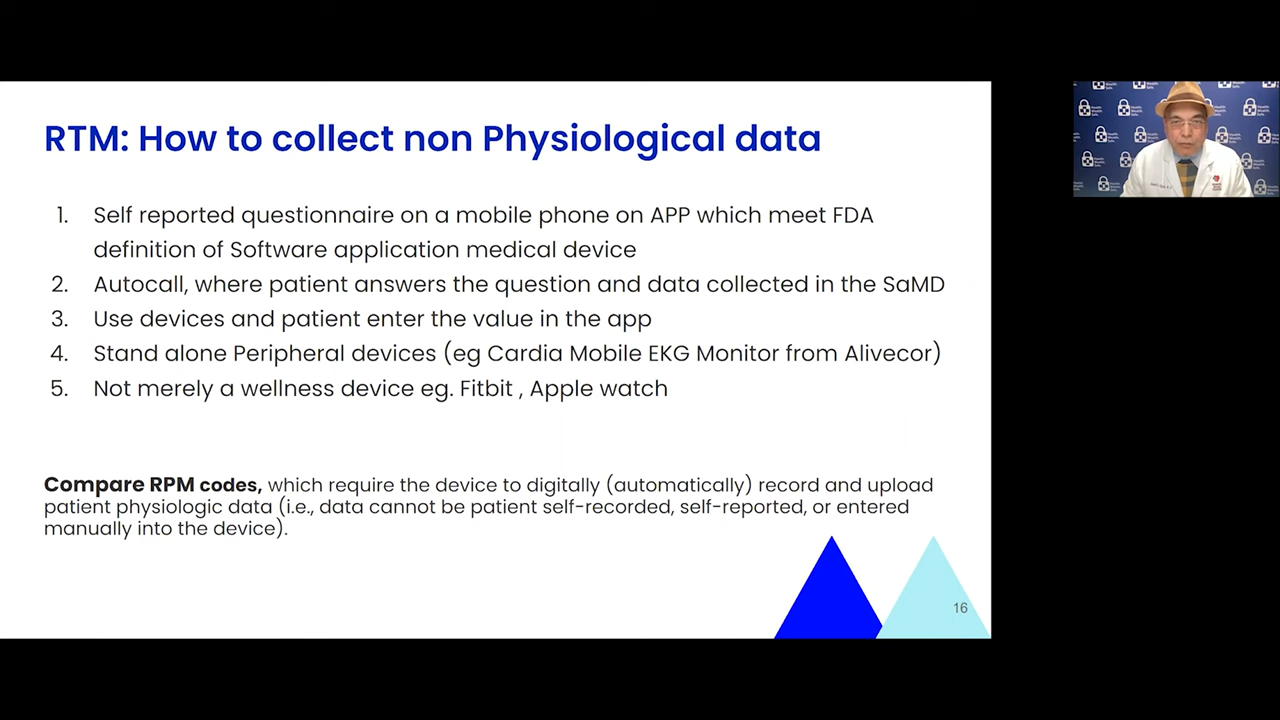 RTM: How to collect non Physiological data
1. Self reported questionnaire on a mobile phone on APP which meet FDA
definition of Software application medical device
2. Autocall, where patient answers the question and data collected in the SaMD
3. Use devices and patient enter the value in the app
4. Stand alone Peripheral devices (eg Cardia Mobile EKG Monitor from Alivecor)
5. Not merely a wellness device eg. Fitbit , Apple watch
Compare RPM codes, which require the device to digitally (automatically) record and upload
patient physiologic data (i.e., data cannot be patient self-recorded, self-reported, or entered
manually into the device).
16